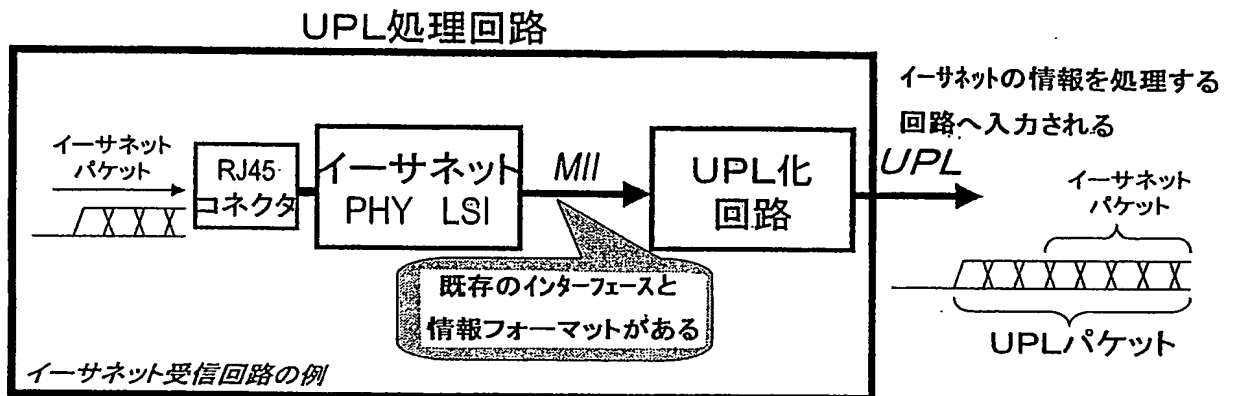 UPL処理回路
イーサネットの情報を処理する
回路へ入力される
イーサネット
パケット
RJ45
コネクタ
イーサネット
PHY LSI
MII
UPL化
回路
UPL
イーサネット
パケット
既存のインターフェースと
情報フォーマットがある
UPLパケット
イーサネット受信回路の例